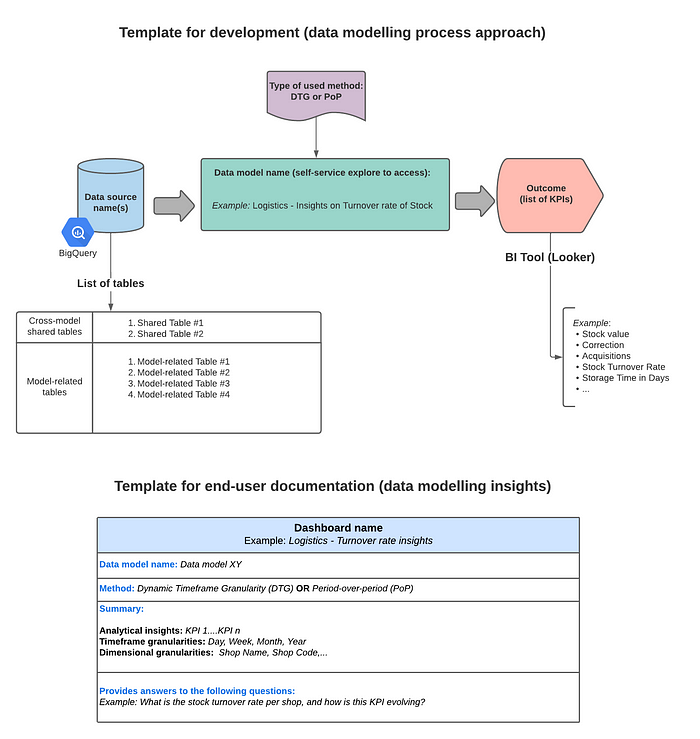 Template for development (data modelling process approach)
Type of used method:
DTG or PoP
Data source
name(s)
BigQuery
Data model name (self-service explore to access):
Example: Logistics - Insights on Turnover rate of Stock
Outcome
(list of KPIs)
List of tables
BI Tool (Looker)
Cross-model
shared tables
1. Shared Table #1
2. Shared Table #2
Model-related
tables
1. Model-related Table #1
2. Model-related Table #2
3. Model-related Table #3
4. Model-related Table #4
Example:
• Stock value
• Correction
• Acquisitions
• Stock Turnover Rate
• Storage Time in Days
• ...
Template for end-user documentation (data modelling insights)
Dashboard name
Example: Logistics - Turnover rate insights
Data model name: Data model XY
Method: Dynamic Timeframe Granularity (DTG) OR Period-over-period (PoP)
Summary:
Analytical insights: KPI 1....KPI n
Timeframe granularities: Day, Week, Month, Year
Dimensional granularities: Shop Name, Shop Code,...
Provides answers to the following questions:
Example: What is the stock turnover rate per shop, and how is this KPI evolving?